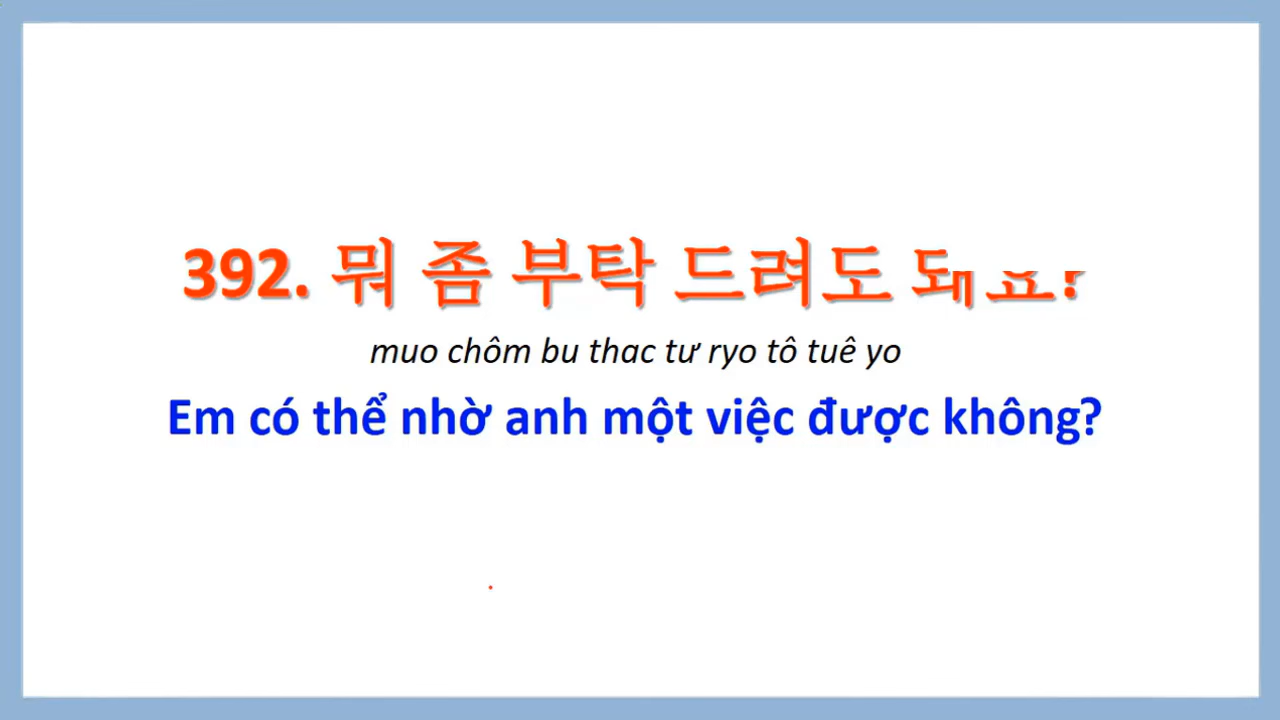 392. 뭐 좀 부탁 드려도 돼요?
muo chôm bu thac tư ryo tô tuê yo
Em có thể nhờ anh một việc được không?